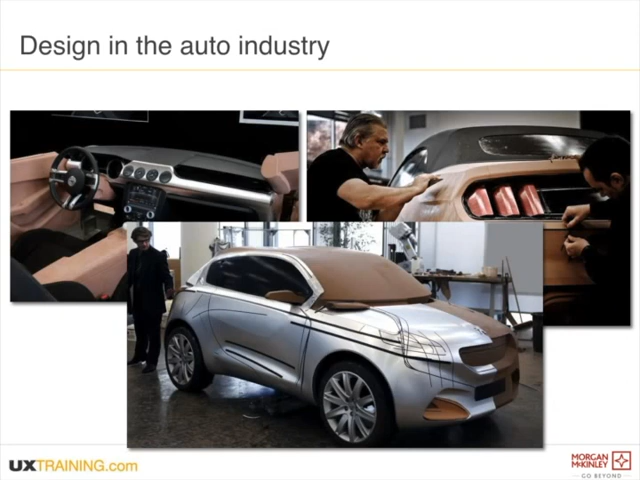 Design in the auto industry
UXTRAINING.com
MORGAN
McKINLEY
GO BEYOND